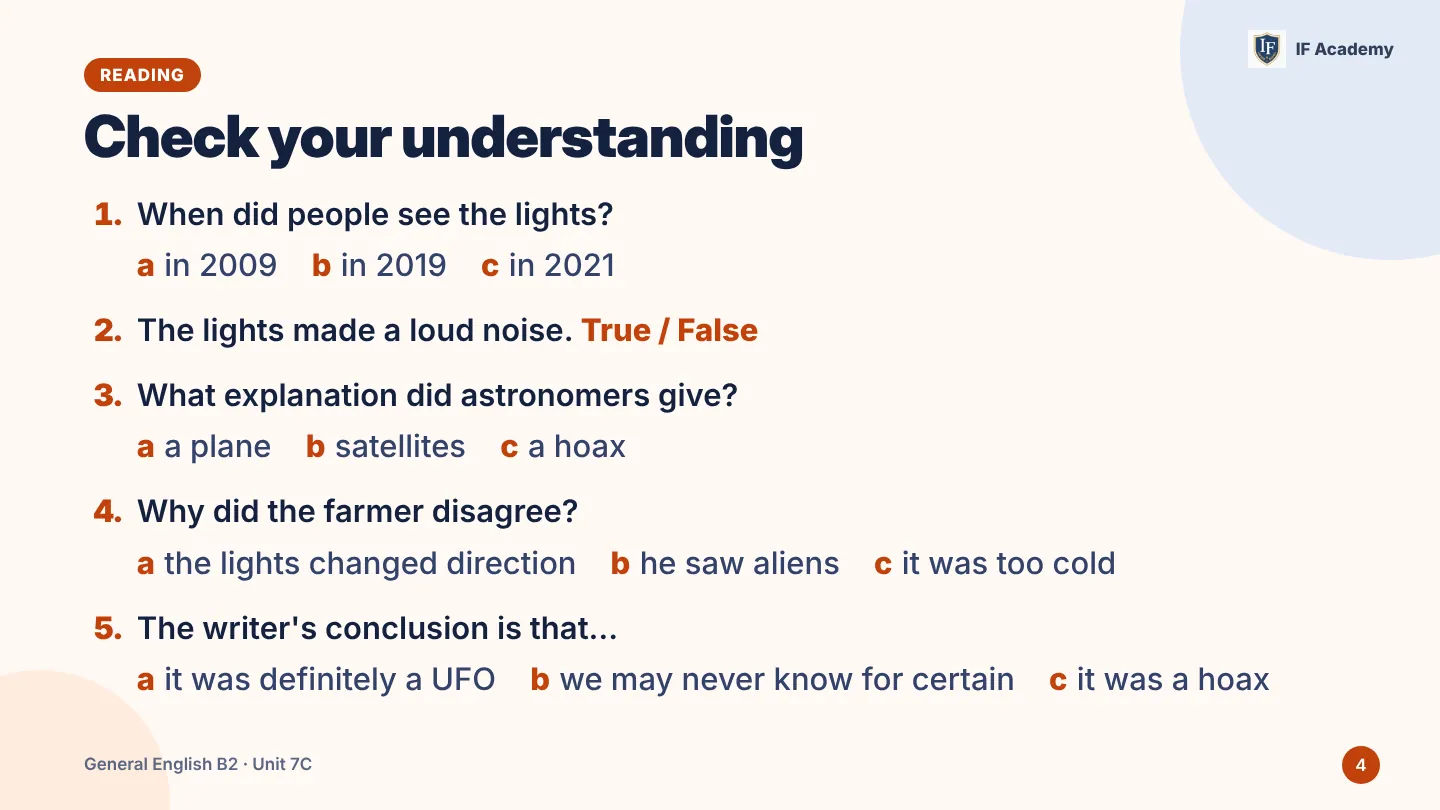 IF
IF Academy
READING
Check your understanding
1. When did people see the lights?
a in 2009 b in 2019 c in 2021
2. The lights made a loud noise. True / False
3. What explanation did astronomers give?
a a plane b satellites c a hoax
4. Why did the farmer disagree?
a the lights changed direction b he saw aliens c it was too cold
5. The writer's conclusion is that...
a it was definitely a UFO b we may never know for certain c it was a hoax
General English B2 · Unit 7C
4